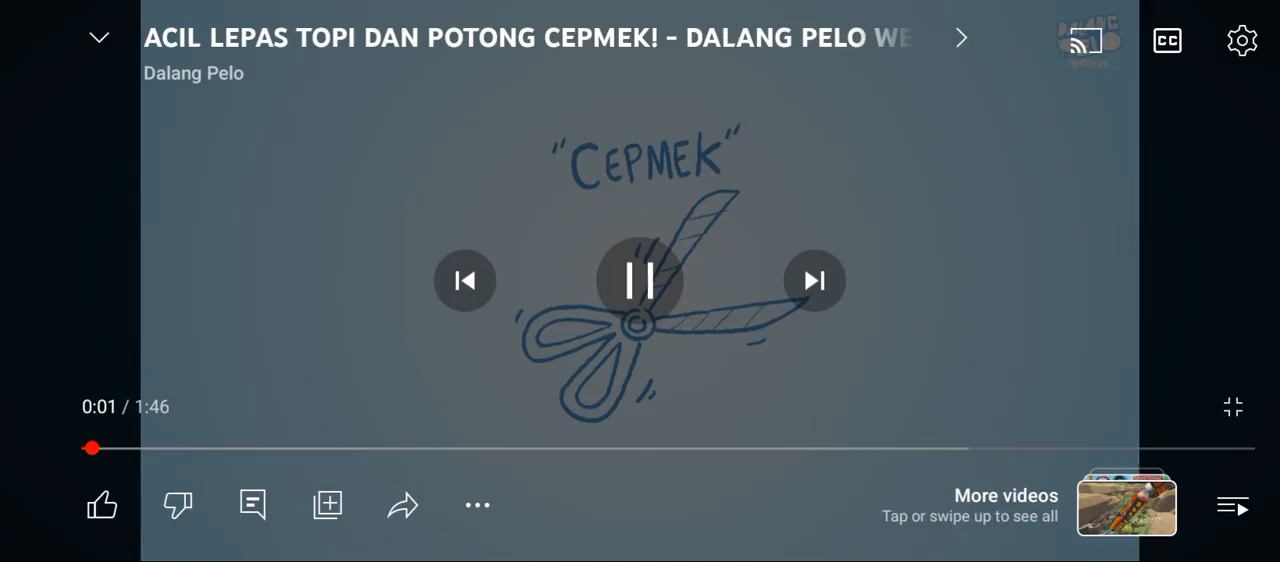 ACIL LEPAS TOPI DAN POTONG CEPMEK! - DALANG PELO WE
CC
Dalang Pelo
"CEPMEK"
0:01 / 1:46
More videos
Tap or swipe up to see all